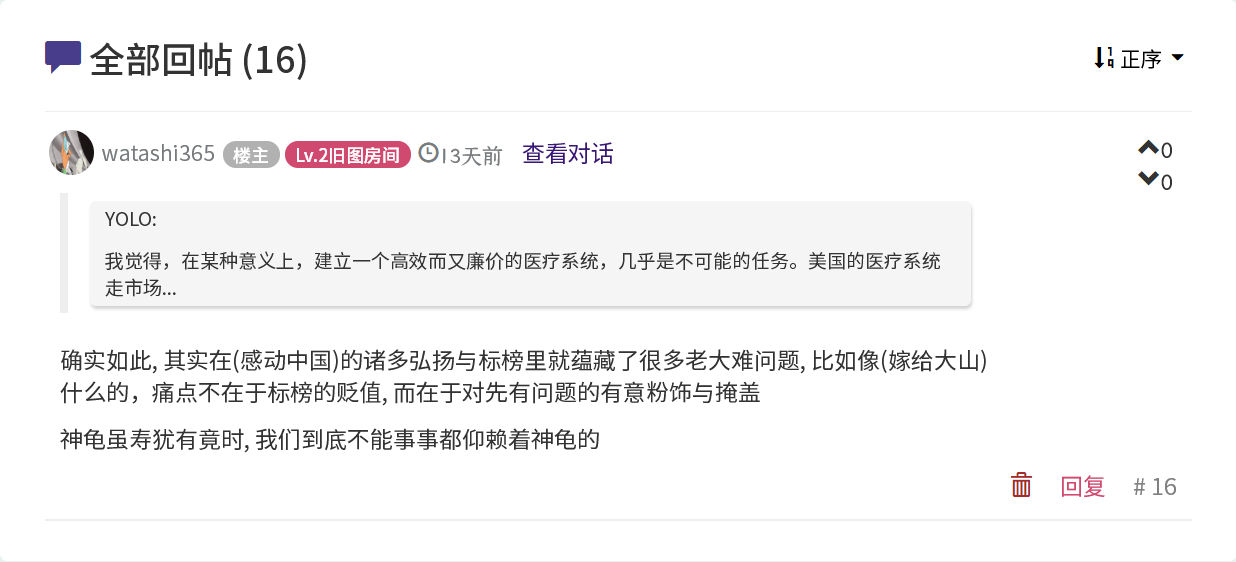 全部回帖 (16)
正序
watashi365 楼主 Lv.2旧图房间 13天前 查看对话
0
0
YOLO:
我觉得，在某种意义上，建立一个高效而又廉价的医疗系统，几乎是不可能的任务。美国的医疗系统
走市场...
确实如此, 其实在(感动中国)的诸多弘扬与标榜里就蕴藏了很多老大难问题, 比如像(嫁给大山)
什么的，痛点不在于标榜的贬值, 而在于对先有问题的有意粉饰与掩盖
神龟虽寿犹有竟时, 我们到底不能事事都仰赖着神龟的
回复 # 16